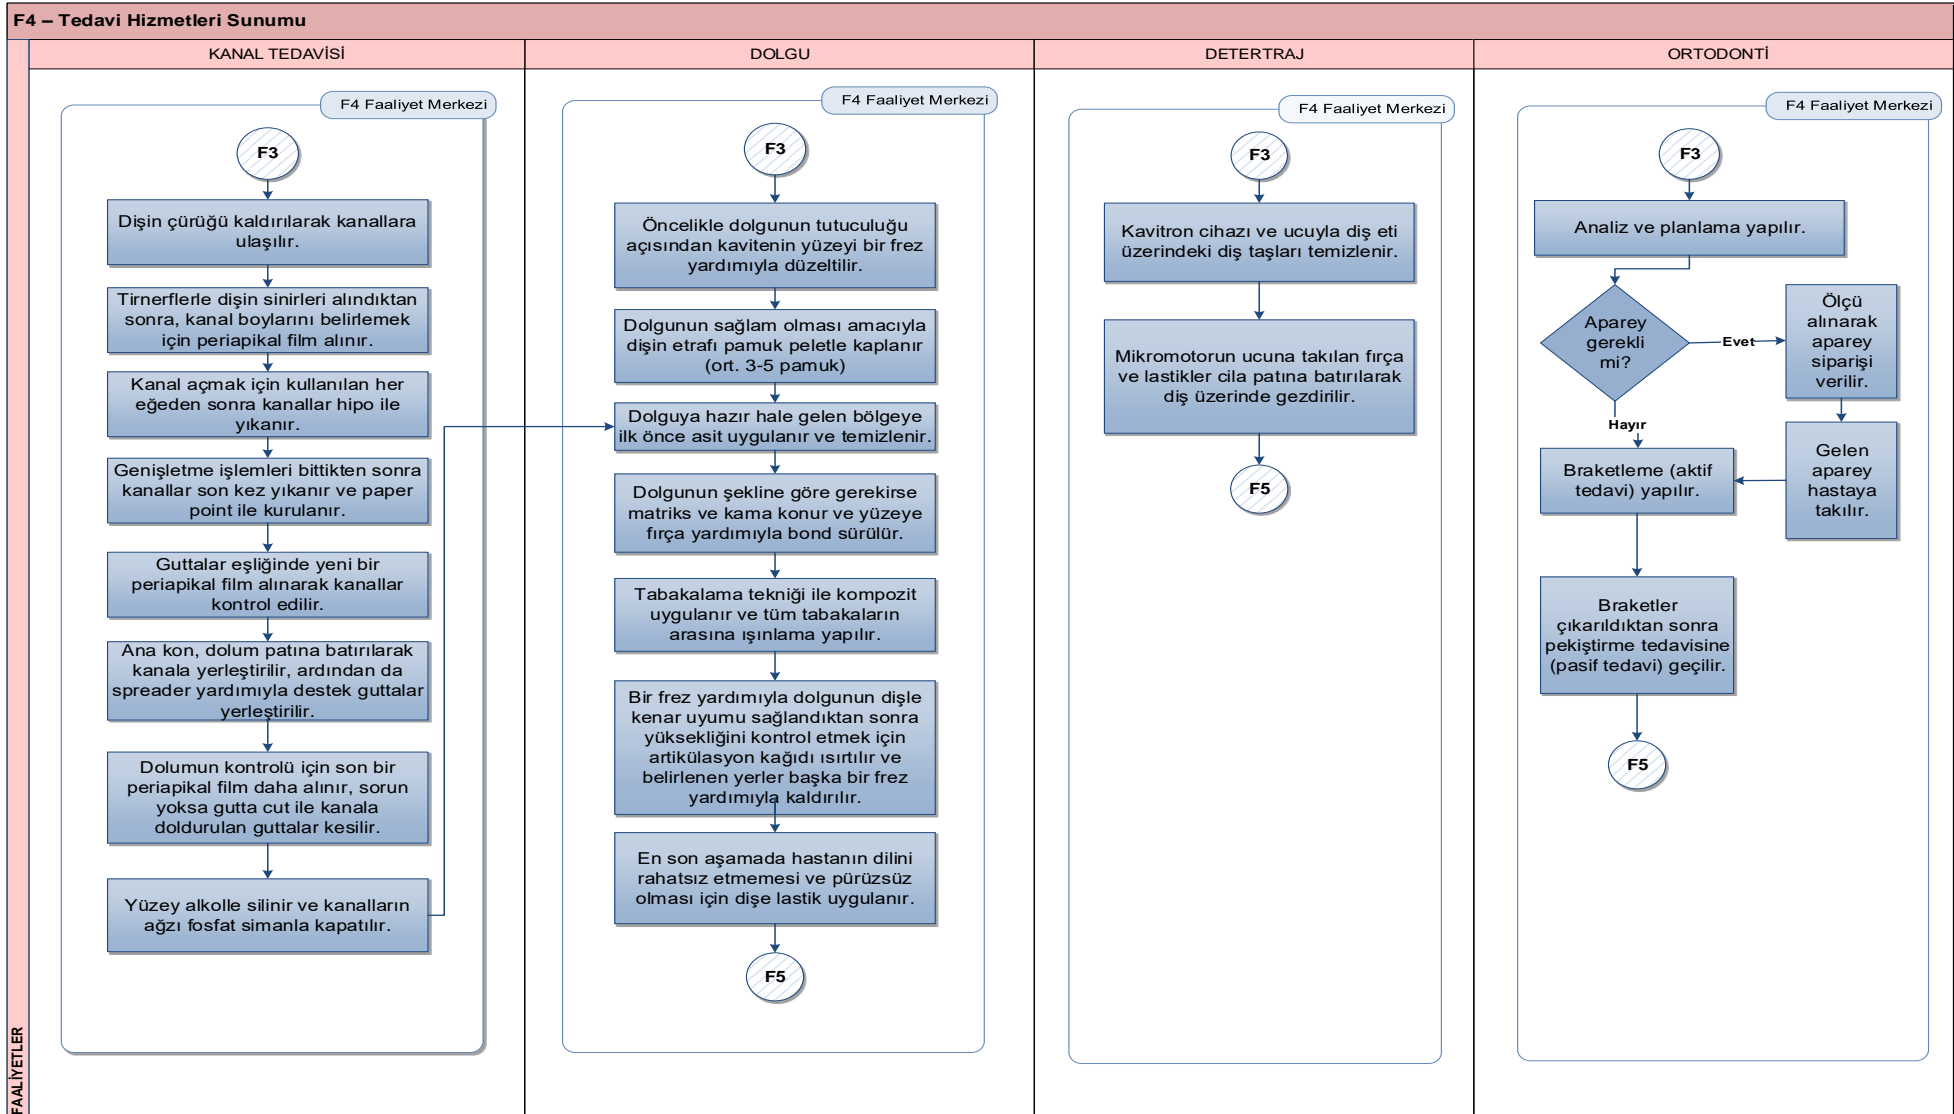 F4 – Tedavi Hizmetleri Sunumu
FAALİYETLER
KANAL TEDAVİSİ
F4 Faaliyet Merkezi
F3
Dişin çürüğü kaldırılarak kanallara
ulaşılır.
Tirnerflerle dişin sinirleri alındıktan
sonra, kanal boylarını belirlemek
için periapikal film alınır.
Kanal açmak için kullanılan her
eğeden sonra kanallar hipo ile
yıkanır.
Genişletme işlemleri bittikten sonra
kanallar son kez yıkanır ve paper
point ile kurulanır.
Guttalar eşliğinde yeni bir
periapikal film alınarak kanallar
kontrol edilir.
Ana kon, dolum patına batırılarak
kanala yerleştirilir, ardından da
spreader yardımıyla destek guttalar
yerleştirilir.
Dolumun kontrolü için son bir
periapikal film daha alınır, sorun
yoksa gutta cut ile kanala
doldurulan guttalar kesilir.
Yüzey alkolle silinir ve kanalların
ağzı fosfat simanla kapatılır.
DOLGU
F4 Faaliyet Merkezi
F3
Öncelikle dolgunun tutuculuğu
açısından kavitenin yüzeyi bir frez
yardımıyla düzeltilir.
Dolgunun sağlam olması amacıyla
dişin etrafı pamuk peletle kaplanır
(ort. 3-5 pamuk)
Dolguya hazır hale gelen bölgeye
ilk önce asit uygulanır ve temizlenir.
Dolgunun şekline göre gerekirse
matriks ve kama konur ve yüzeye
fırça yardımıyla bond sürülür.
Tabakalama tekniği ile kompozit
uygulanır ve tüm tabakaların
arasına ışınlama yapılır.
Bir frez yardımıyla dolgunun dişle
kenar uyumu sağlandıktan sonra
yüksekliğini kontrol etmek için
artikülasyon kağıdı ısırtılır ve
belirlenen yerler başka bir frez
yardımıyla kaldırılır.
En son aşamada hastanın dilini
rahatsız etmemesi ve pürüzsüz
olması için dişe lastik uygulanır.
F5
DETERTRAJ
F4 Faaliyet Merkezi
F3
Kavitron cihazı ve ucuyla diş eti
üzerindeki diş taşları temizlenir.
Mikromotorun ucuna takılan fırça
ve lastikler cila patına batırılarak
diş üzerinde gezdirilir.
F5
ORTODONTİ
F4 Faaliyet Merkezi
F3
Analiz ve planlama yapılır.
Aparey
gerekli
mi?
Evet
Ölçü
alınarak
aparey
siparişi
verilir.
Hayır
Gelen
aparey
hastaya
takılır.
Braketleme (aktif
tedavi) yapılır.
Braketler
çıkarıldıktan sonra
pekiştirme tedavisine
(pasif tedavi) geçilir.
F5